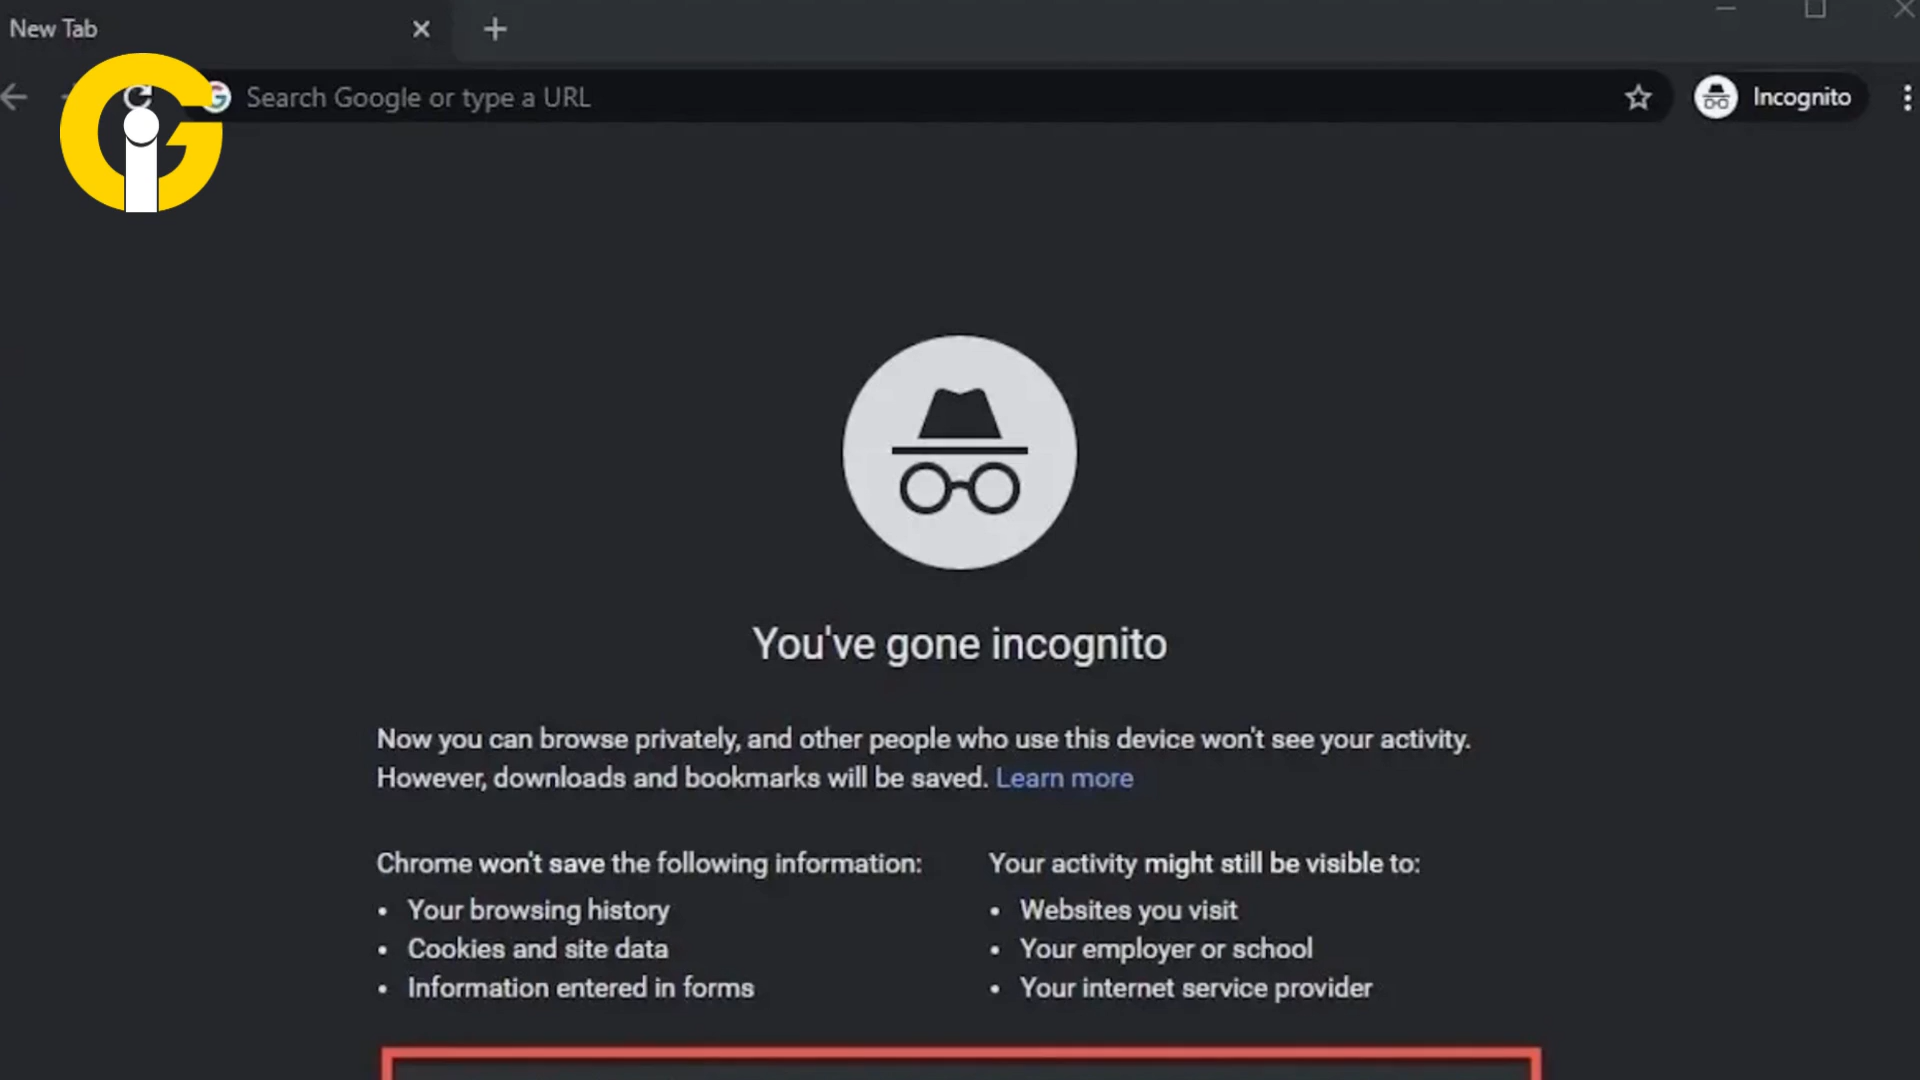 New Tab
Search Google or type a URL
Incognito
Gi
You've gone incognito
Now you can browse privately, and other people who use this device won't see your activity.
However, downloads and bookmarks will be saved. Learn more
Chrome won't save the following information:
• Your browsing history
• Cookies and site data
• Information entered in forms
Your activity might still be visible to:
• Websites you visit
• Your employer or school
• Your internet service provider